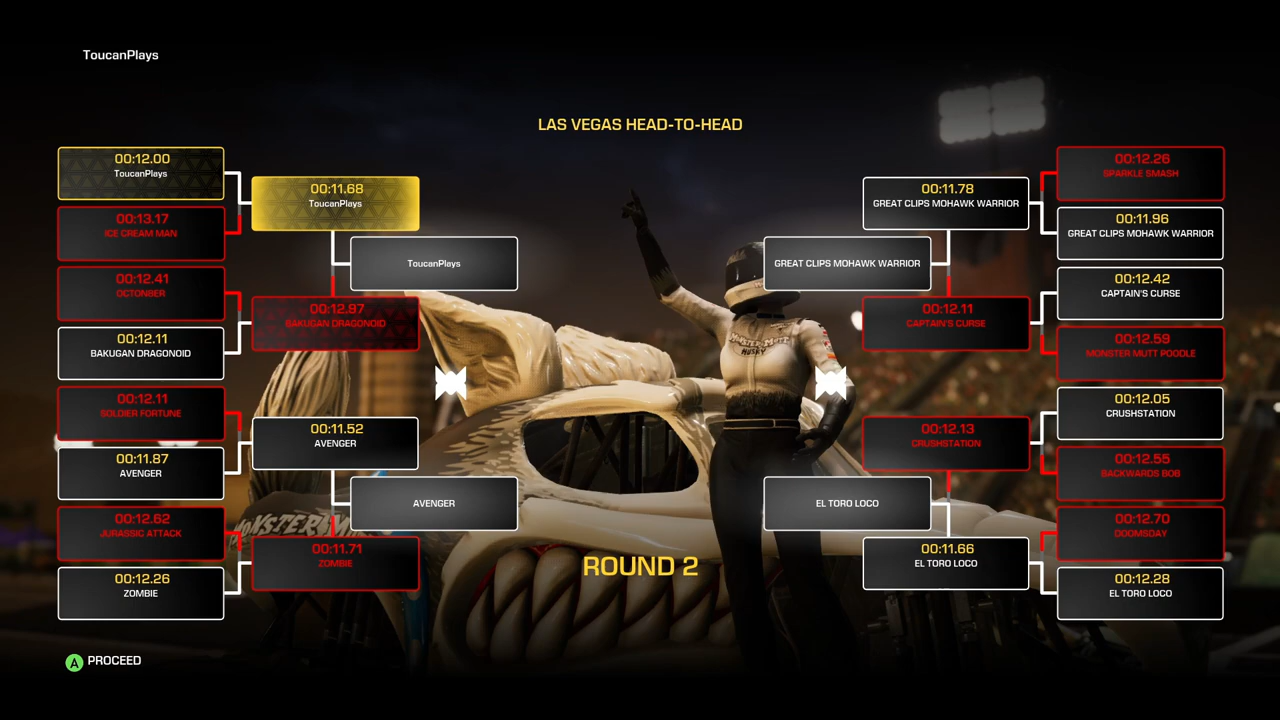 ToucanPlays
LAS VEGAS HEAD-TO-HEAD
00:12.00
ToucanPlays
00:13.17
ICE CREAM MAN
00:12.41
OCTON8ER
00:12.11
BAKUGAN DRAGONOID
00:12.11
SOLDIER FORTUNE
00:11.87
AVENGER
00:12.62
JURASSIC ATTACK
00:12.26
ZOMBIE
00:11.68
ToucanPlays
00:12.97
BAKUGAN DRAGONOID
00:11.52
AVENGER
00:11.71
ZOMBIE
ToucanPlays
AVENGER
GREAT CLIPS MOHAWK WARRIOR
EL TORO LOCO
00:11.78
GREAT CLIPS MOHAWK WARRIOR
00:12.11
CAPTAIN'S CURSE
00:12.13
CRUSHSTATION
00:11.66
EL TORO LOCO
00:12.26
SPARKLE SMASH
00:11.96
GREAT CLIPS MOHAWK WARRIOR
00:12.42
CAPTAIN'S CURSE
00:12.59
MONSTER MUTT POODLE
00:12.05
CRUSHSTATION
00:12.55
BACKWARDS BOB
00:12.70
DOOMSDAY
00:12.28
EL TORO LOCO
MONSTER MUTT
HUSKY
MONSTER
ROUND 2
A PROCEED